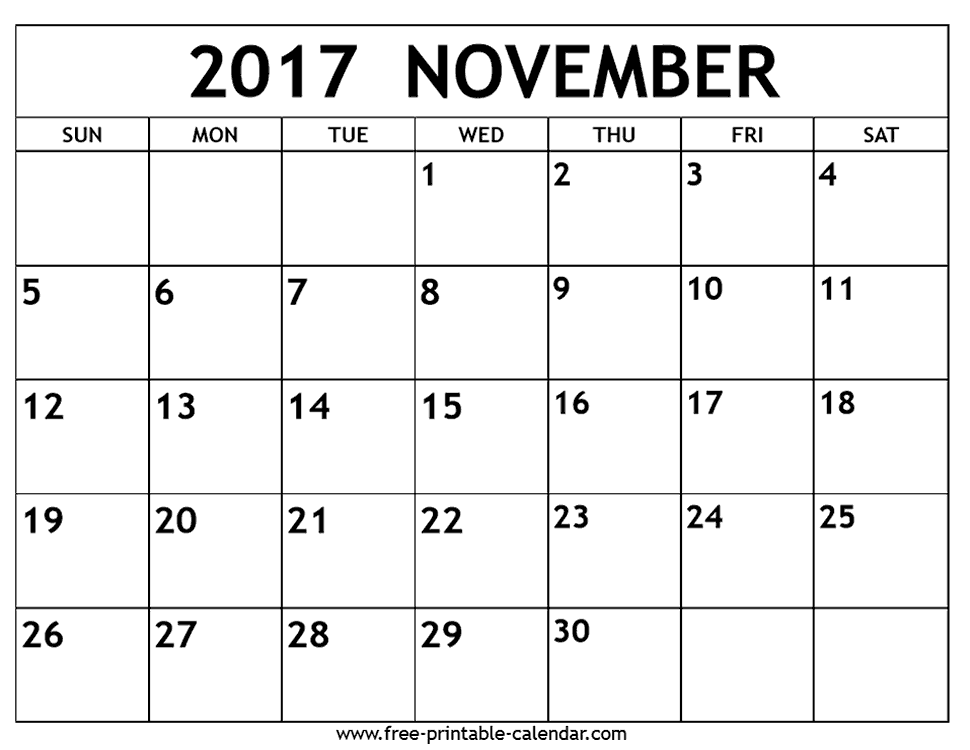 2017 NOVEMBER
SUN MON TUE WED THU FRI SAT
1 2 3 4
5 6 7 8 9 10 11
12 13 14 15 16 17 18
19 20 21 22 23 24 25
26 27 28 29 30
www.free-printable-calendar.com